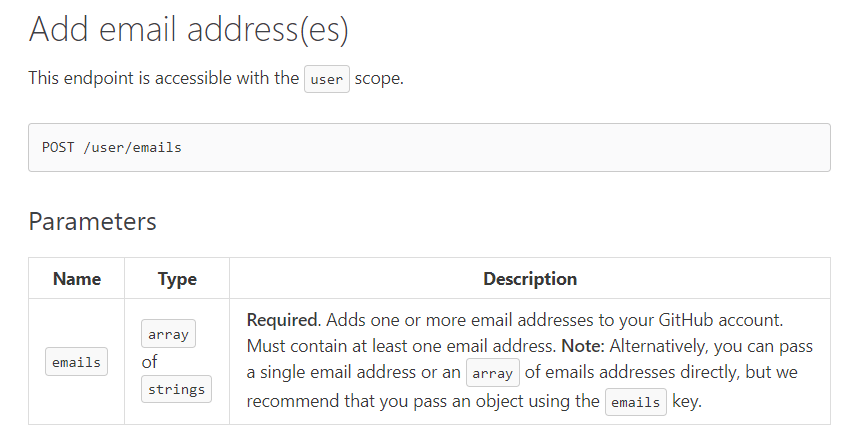 Add email address(es)
This endpoint is accessible with the user scope.
POST /user/emails
Parameters
Name Type Description
emails
array
of
strings
Required. Adds one or more email addresses to your GitHub account.
Must contain at least one email address. Note: Alternatively, you can pass
a single email address or an array of emails addresses directly, but we
recommend that you pass an object using the emails key.